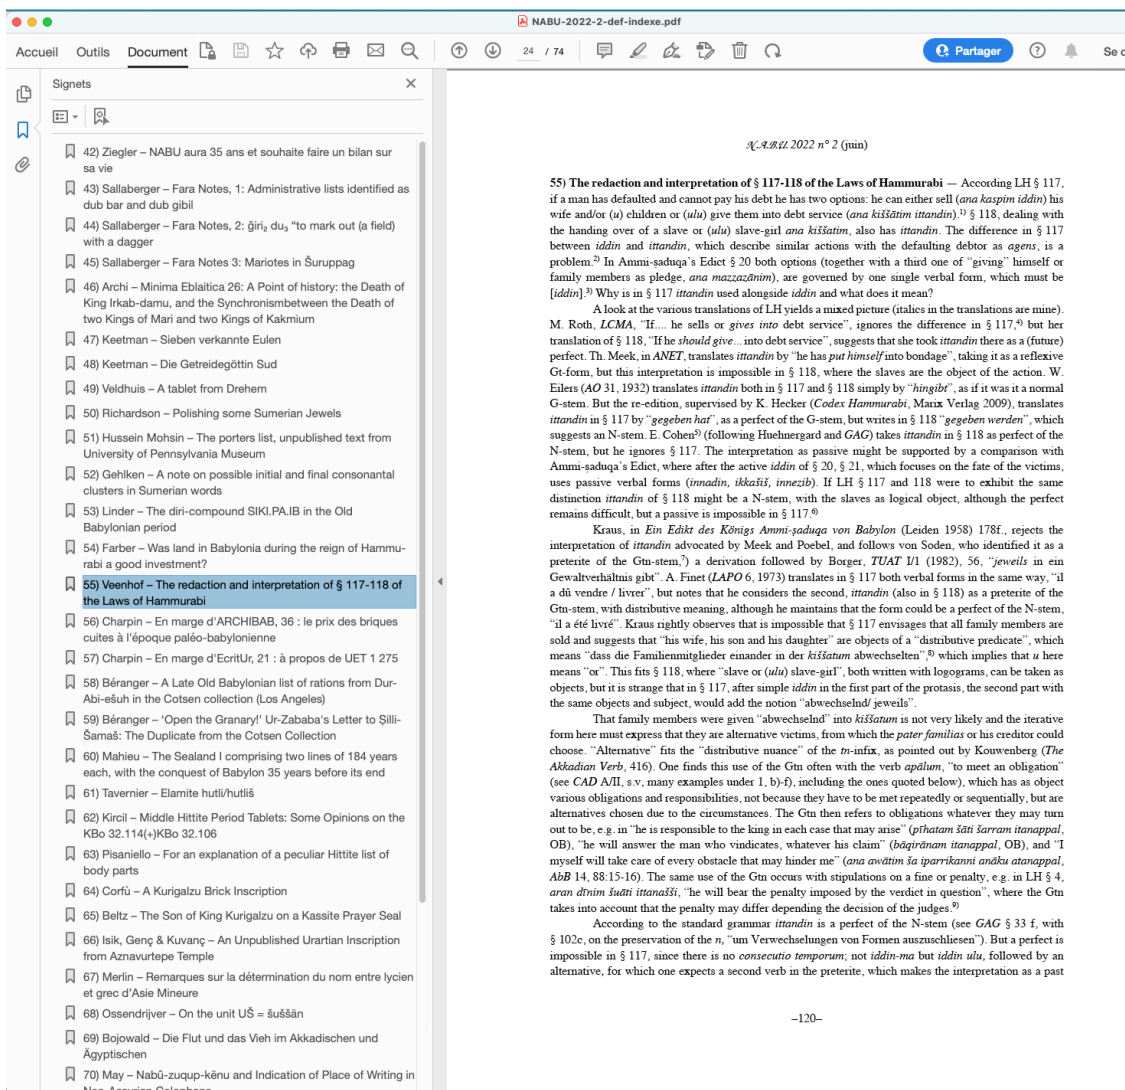 NABU-2022-2-def-indexe.pdf
Accueil Outils Document 24 / 74 Partager Se c
Signets
42) Ziegler – NABU aura 35 ans et souhaite faire un bilan sur
sa vie
43) Sallaberger – Fara Notes, 1: Administrative lists identified as
dub bar and dub gibil
44) Sallaberger – Fara Notes, 2: ĝiri₂ du₃ “to mark out (a field)
with a dagger
45) Sallaberger – Fara Notes 3: Mariotes in Šuruppag
46) Archi – Minima Eblaitica 26: A Point of history: the Death of
King Irkab-damu, and the Synchronismbetween the Death of
two Kings of Mari and two Kings of Kakmium
47) Keetman – Sieben verkannte Eulen
48) Keetman – Die Getreidegöttin Sud
49) Veldhuis – A tablet from Drehem
50) Richardson – Polishing some Sumerian Jewels
51) Hussein Mohsin – The porters list, unpublished text from
University of Pennsylvania Museum
52) Gehlken – A note on possible initial and final consonantal
clusters in Sumerian words
53) Linder – The diri-compound SIKI.PA.IB in the Old
Babylonian period
54) Farber – Was land in Babylonia during the reign of Hammu-
rabi a good investment?
55) Veenhof – The redaction and interpretation of § 117-118 of
the Laws of Hammurabi
56) Charpin – En marge d'ARCHIBAB, 36 : le prix des briques
cuites à l'époque paléo-babylonienne
57) Charpin – En marge d'EcritUr, 21 : à propos de UET 1 275
58) Béranger – A Late Old Babylonian list of rations from Dur-
Abi-ešuh in the Cotsen collection (Los Angeles)
59) Béranger – ‘Open the Granary!' Ur-Zababa's Letter to Ṣilli-
Šamaš: The Duplicate from the Cotsen Collection
60) Mahieu – The Sealand I comprising two lines of 184 years
each, with the conquest of Babylon 35 years before its end
61) Tavernier – Elamite hutli/hutliš
62) Kircil – Middle Hittite Period Tablets: Some Opinions on the
KBo 32.114(+)KBo 32.106
63) Pisaniello – For an explanation of a peculiar Hittite list of
body parts
64) Corfù – A Kurigalzu Brick Inscription
65) Beltz – The Son of King Kurigalzu on a Kassite Prayer Seal
66) Isik, Genç & Kuvanç – An Unpublished Urartian Inscription
from Aznavurtepe Temple
67) Merlin – Remarques sur la détermination du nom entre lycien
et grec d'Asie Mineure
68) Ossendrijver – On the unit UŠ = šuššān
69) Bojowald – Die Flut und das Vieh im Akkadischen und
Ägyptischen
70) May – Nabû-zuqup-kēnu and Indication of Place of Writing in
N.A.B.U. 2022 n° 2 (juin)
55) The redaction and interpretation of § 117-118 of the Laws of Hammurabi — According LH § 117,
if a man has defaulted and cannot pay his debt he has two options: he can either sell (ana kaspim iddin) his
wife and/or (u) children or (ulu) give them into debt service (ana kiššātim ittandin).¹⁾ § 118, dealing with
the handing over of a slave or (ulu) slave-girl ana kiššatim, also has ittandin. The difference in § 117
between iddin and ittandin, which describe similar actions with the defaulting debtor as agens, is a
problem.²⁾ In Ammi-ṣaduqa’s Edict § 20 both options (together with a third one of “giving” himself or
family members as pledge, ana mazzazānim), are governed by one single verbal form, which must be
[iddin].³⁾ Why is in § 117 ittandin used alongside iddin and what does it mean?
A look at the various translations of LH yields a mixed picture (italics in the translations are mine).
M. Roth, LCMA, “If.... he sells or gives into debt service”, ignores the difference in § 117,⁴⁾ but her
translation of § 118, “If he should give... into debt service”, suggests that she took ittandin there as a (future)
perfect. Th. Meek, in ANET, translates ittandin by “he has put himself into bondage”, taking it as a reflexive
Gt-form, but this interpretation is impossible in § 118, where the slaves are the object of the action. W.
Eilers (AO 31, 1932) translates ittandin both in § 117 and § 118 simply by “hingibt”, as if it was it a normal
G-stem. But the re-edition, supervised by K. Hecker (Codex Hammurabi, Marix Verlag 2009), translates
ittandin in § 117 by “gegeben hat”, as a perfect of the G-stem, but writes in § 118 “gegeben werden”, which
suggests an N-stem. E. Cohen⁵⁾ (following Huehnergard and GAG) takes ittandin in § 118 as perfect of the
N-stem, but he ignores § 117. The interpretation as passive might be supported by a comparison with
Ammi-ṣaduqa’s Edict, where after the active iddin of § 20, § 21, which focuses on the fate of the victims,
uses passive verbal forms (innadin, ikkašiš, innezib). If LH § 117 and 118 were to exhibit the same
distinction ittandin of § 118 might be a N-stem, with the slaves as logical object, although the perfect
remains difficult, but a passive is impossible in § 117.⁶⁾
Kraus, in Ein Edikt des Königs Ammi-ṣaduqa von Babylon (Leiden 1958) 178f., rejects the
interpretation of ittandin advocated by Meek and Poebel, and follows von Soden, who identified it as a
preterite of the Gtn-stem,⁷⁾ a derivation followed by Borger, TUAT I/1 (1982), 56, “jeweils in ein
Gewaltverhältnis gibt”. A. Finet (LAPO 6, 1973) translates in § 117 both verbal forms in the same way, “il
a dû vendre / livrer”, but notes that he considers the second, ittandin (also in § 118) as a preterite of the
Gtn-stem, with distributive meaning, although he maintains that the form could be a perfect of the N-stem,
“il a été livré”. Kraus rightly observes that is impossible that § 117 envisages that all family members are
sold and suggests that “his wife, his son and his daughter” are objects of a “distributive predicate”, which
means “dass die Familienmitglieder einander in der kiššatum abwechselten”,⁸⁾ which implies that u here
means “or”. This fits § 118, where “slave or (ulu) slave-girl”, both written with logograms, can be taken as
objects, but it is strange that in § 117, after simple iddin in the first part of the protasis, the second part with
the same objects and subject, would add the notion “abwechselnd/ jeweils”.
That family members were given “abwechselnd” into kiššatum is not very likely and the iterative
form here must express that they are alternative victims, from which the pater familias or his creditor could
choose. “Alternative” fits the “distributive nuance” of the tn-infix, as pointed out by Kouwenberg (The
Akkadian Verb, 416). One finds this use of the Gtn often with the verb apālum, “to meet an obligation”
(see CAD A/II, s.v, many examples under 1, b)-f), including the ones quoted below), which has as object
various obligations and responsibilities, not because they have to be met repeatedly or sequentially, but are
alternatives chosen due to the circumstances. The Gtn then refers to obligations whatever they may turn
out to be, e.g. in “he is responsible to the king in each case that may arise” (pīhatam šāti šarram itanappal,
OB), “he will answer the man who vindicates, whatever his claim” (bāqirānam itanappal, OB), and “I
myself will take care of every obstacle that may hinder me” (ana awātim ša iparrikanni anāku atanappal,
AbB 14, 88:15-16). The same use of the Gtn occurs with stipulations on a fine or penalty, e.g. in LH § 4,
aran dīnim šuāti ittanašši, “he will bear the penalty imposed by the verdict in question”, where the Gtn
takes into account that the penalty may differ depending the decision of the judges.⁹⁾
According to the standard grammar ittandin is a perfect of the N-stem (see GAG § 33 f, with
§ 102c, on the preservation of the n, “um Verwechselungen von Formen auszuschliesen”). But a perfect is
impossible in § 117, since there is no consecutio temporum; not iddin-ma but iddin ulu, followed by an
alternative, for which one expects a second verb in the preterite, which makes the interpretation as a past
–120–